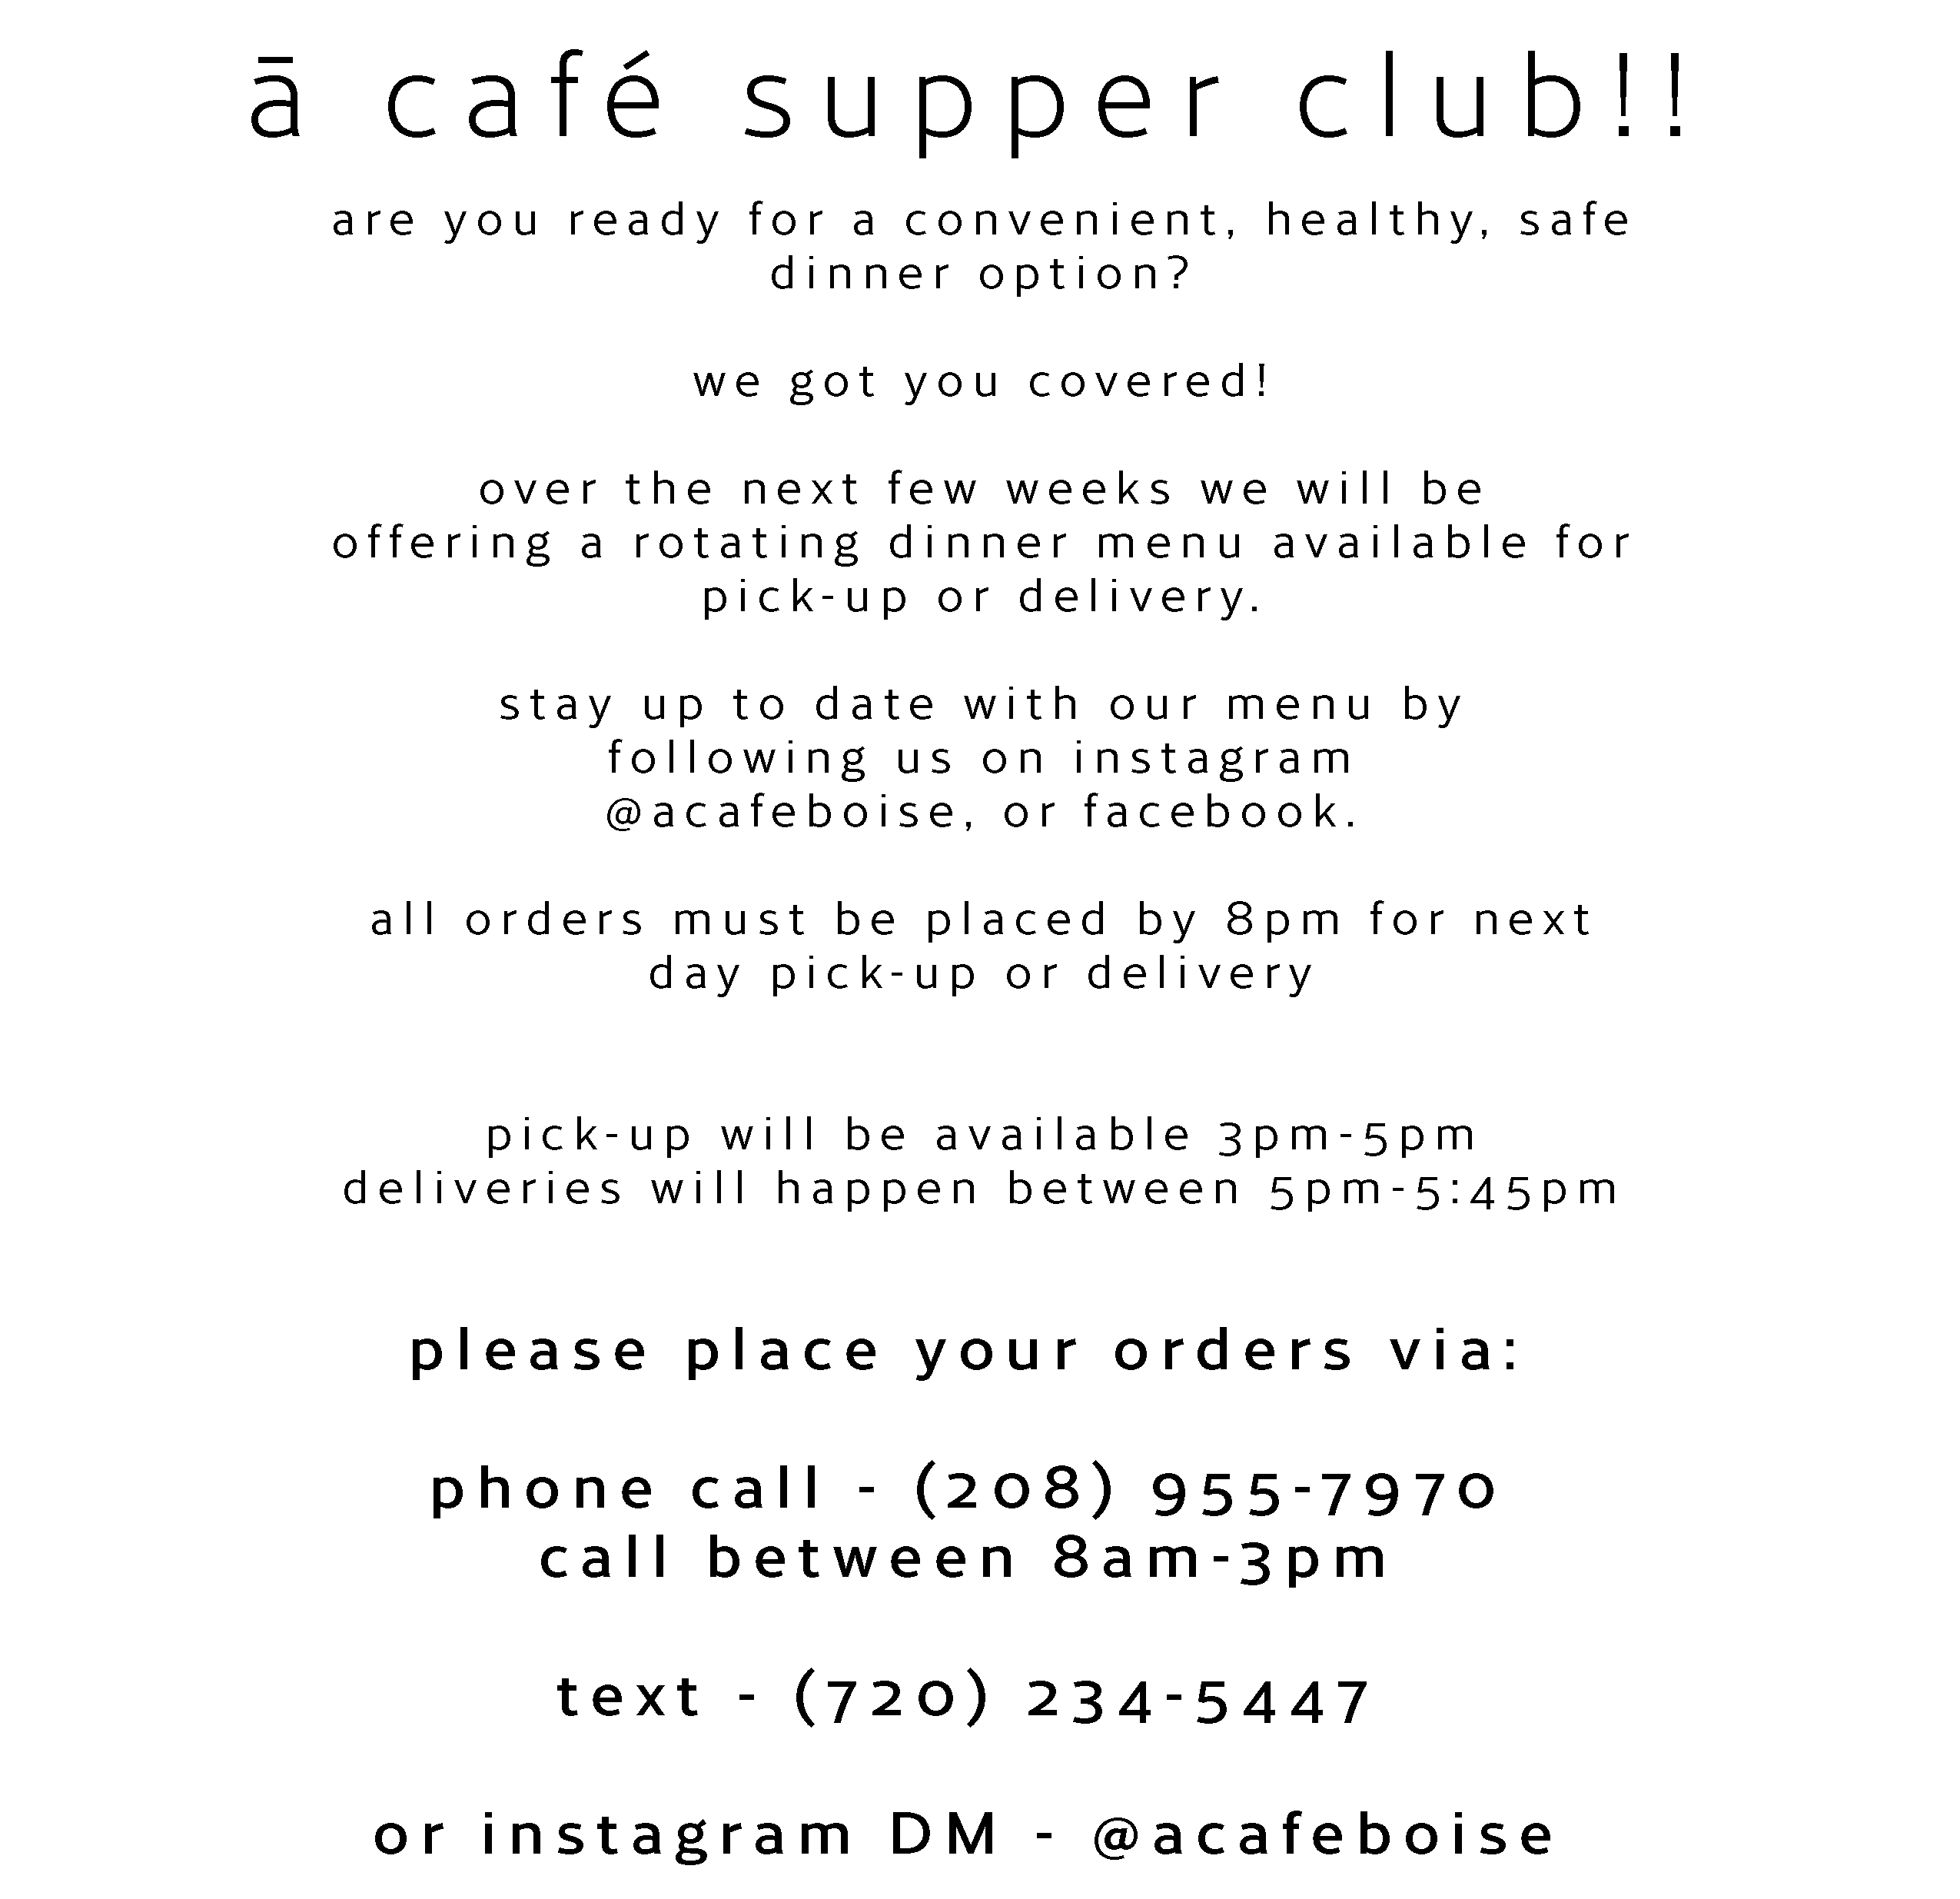 ā café supper club!!
are you ready for a convenient, healthy, safe
dinner option?
we got you covered!
over the next few weeks we will be
offering a rotating dinner menu available for
pick-up or delivery.
stay up to date with our menu by
following us on instagram
@acafeboise, or facebook.
all orders must be placed by 8pm for next
day pick-up or delivery
pick-up will be available 3pm-5pm
deliveries will happen between 5pm-5:45pm
please place your orders via:
phone call - (208) 955-7970
call between 8am-3pm
text - (720) 234-5447
or instagram DM - @acafeboise